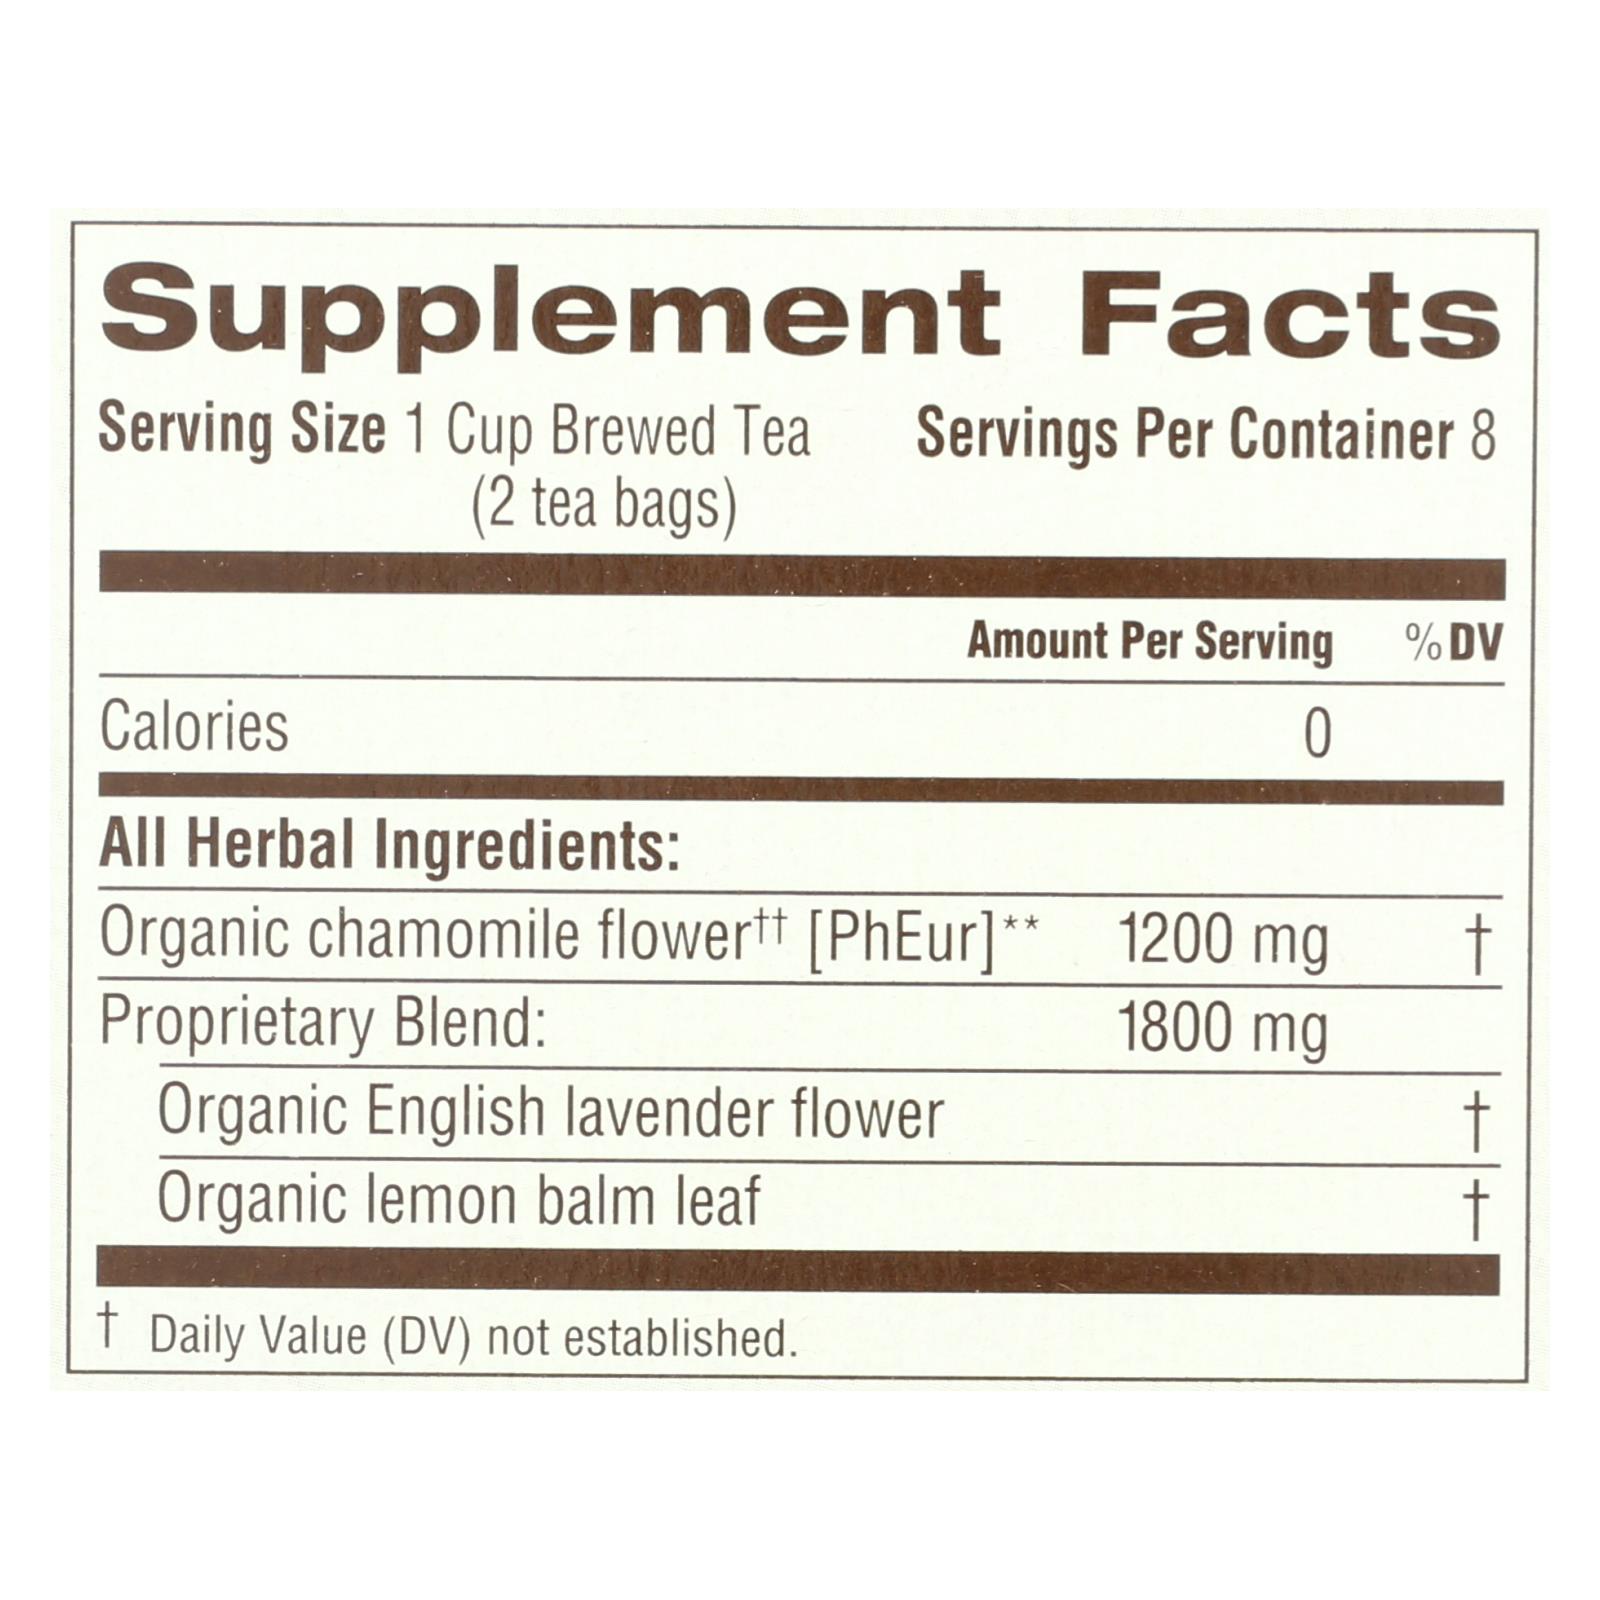 Supplement Facts
Serving Size 1 Cup Brewed Tea Servings Per Container 8
(2 tea bags)
Amount Per Serving % DV
Calories 0
All Herbal Ingredients:
Organic chamomile flower†† [PhEur]** 1200 mg †
Proprietary Blend: 1800 mg
Organic English lavender flower †
Organic lemon balm leaf †
† Daily Value (DV) not established.